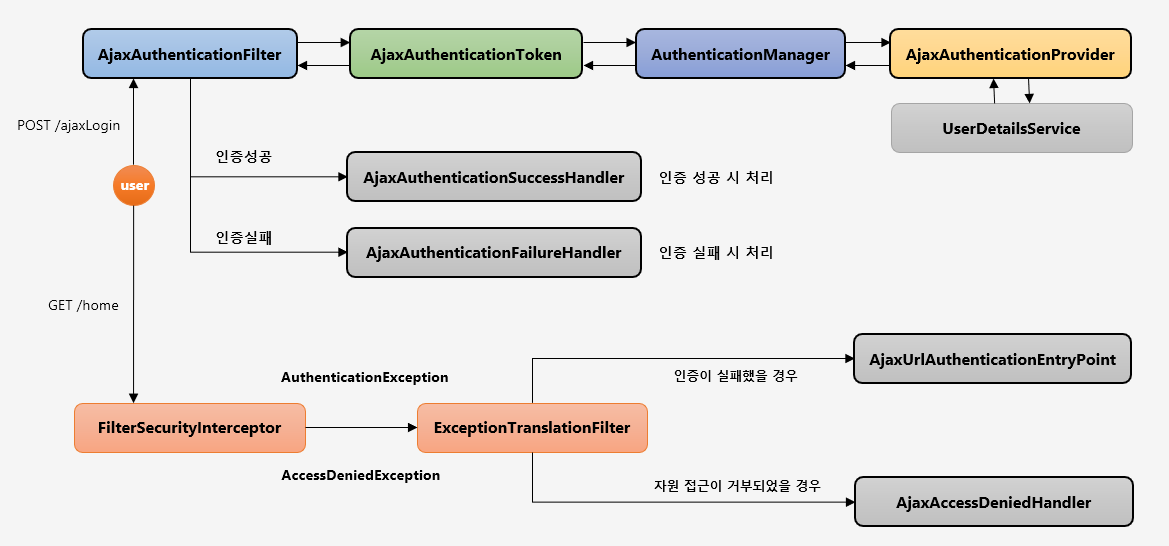 AjaxAuthenticationFilter
AjaxAuthenticationToken
AuthenticationManager
AjaxAuthenticationProvider
POST /ajaxLogin
UserDetailsService
인증성공
user
AjaxAuthenticationSuccessHandler
인증 성공 시 처리
인증실패
AjaxAuthenticationFailureHandler
인증 실패 시 처리
GET /home
AjaxUrlAuthenticationEntryPoint
AuthenticationException
인증이 실패했을 경우
FilterSecurityInterceptor
ExceptionTranslationFilter
AccessDeniedException
자원 접근이 거부되었을 경우
AjaxAccessDeniedHandler